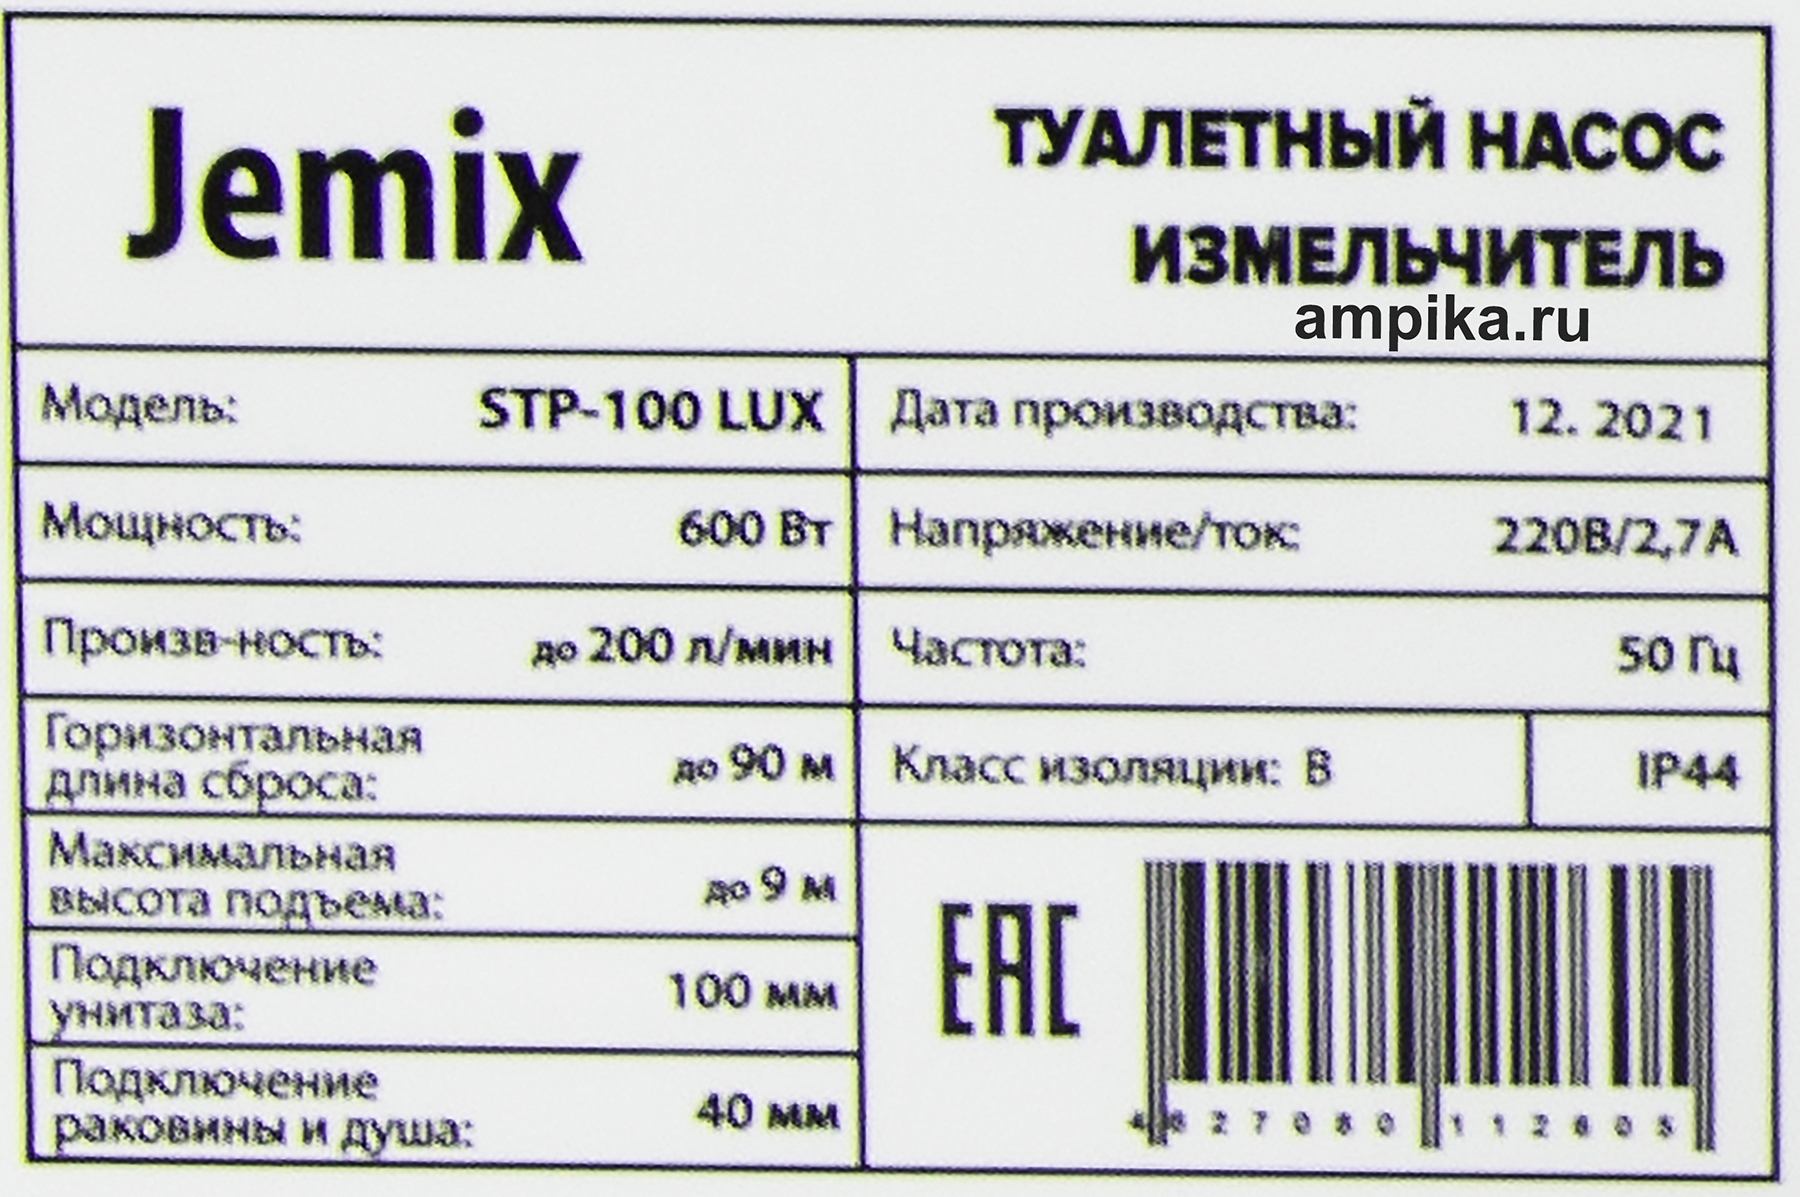 Jemix
ТУАЛЕТНЫЙ НАСОС
ИЗМЕЛЬЧИТЕЛЬ
ampika.ru
Модель: STP-100 LUX
Дата производства: 12. 2021
Мощность: 600 Вт
Напряжение/ток: 220В/2,7А
Произв-ность: до 200 л/мин
Частота: 50 Гц
Горизонтальная
длина сброса: до 90 м
Класс изоляции: В IP44
Максимальная
высота подъема: до 9 м
Подключение
унитаза: 100 мм
Подключение
раковины и душа: 40 мм
EAC